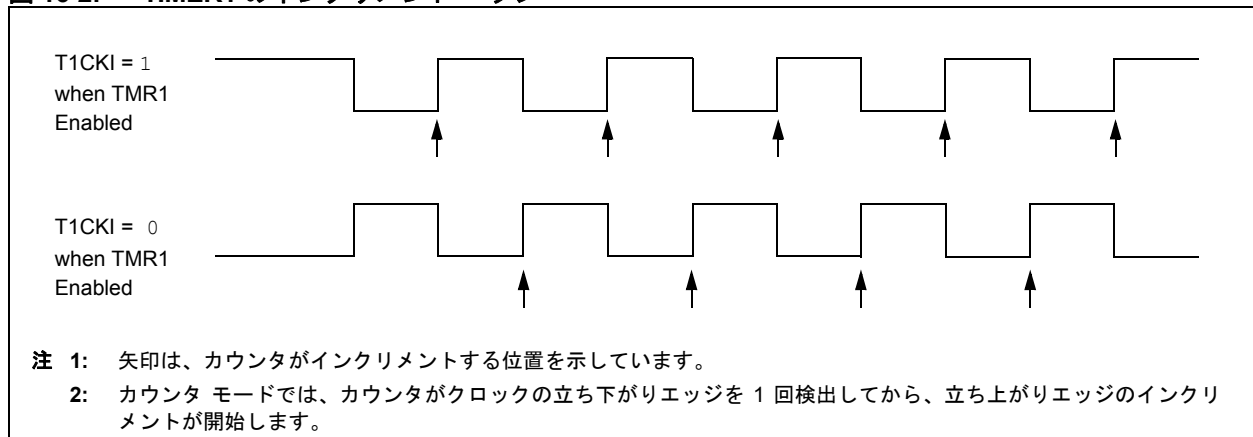 T1CKI = 1
when TMR1
Enabled
T1CKI = 0
when TMR1
Enabled
注 1: 矢印は、カウンタがインクリメントする位置を示しています。
2: カウンタ モードでは、カウンタがクロックの立ち下がりエッジを 1 回検出してから、立ち上がりエッジのインクリ
メントが開始します。